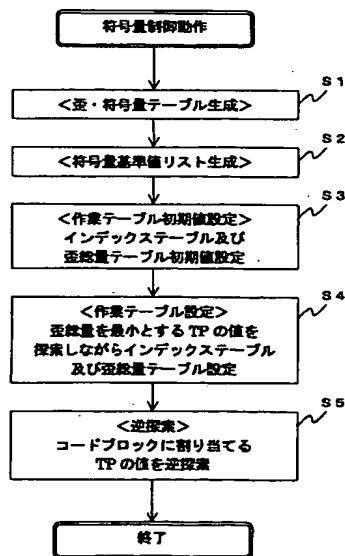 符号量制御動作
S1
<歪・符号量テーブル生成>
S2
<符号量基準値リスト生成>
S3
<作業テーブル初期値設定>
インデックステーブル及び
歪総量テーブル初期値設定
S4
<作業テーブル設定>
歪総量を最小とするTPの値を
探索しながらインデックステーブル
及び歪総量テーブル設定
S5
<逆探索>
コードブロックに割り当てる
TPの値を逆探索
終了